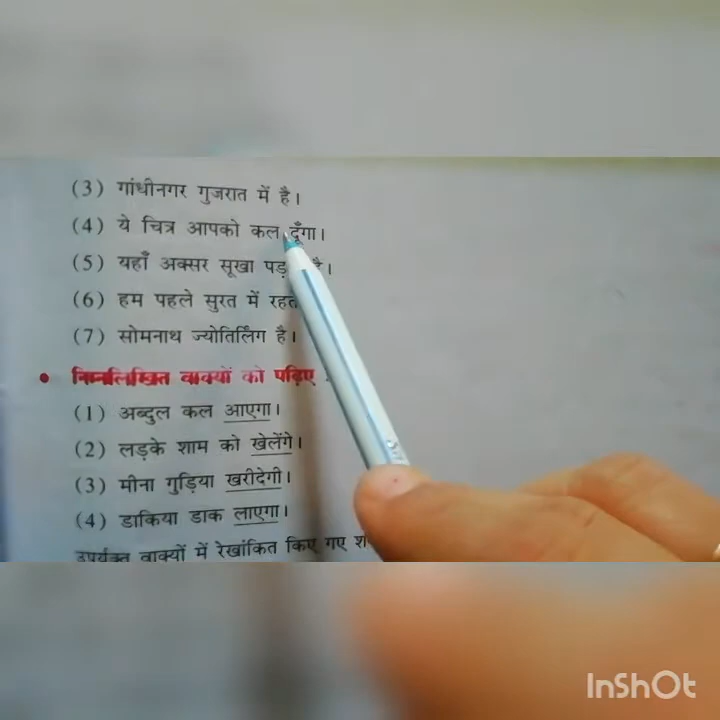 (3) गांधीनगर गुजरात में है।
(4) ये चित्र आपको कल दूँगा।
(5) यहाँ अक्सर सूखा पड़ है।
(6) हम पहले सुरत में
(7) सोमनाथ ज्योतिर्लिंग है।
• निम्नलिखित वाक्यों को पढ़िए
(1) अब्दुल कल आएगा।
(2) लड़के शाम को खेलेंगे।
(3) मीना गुड़िया खरीदेगी।
(4) डाकिया डाक लाएगा।
उपर्युक्त वाक्यों में रेखांकित किए गए
InShOt